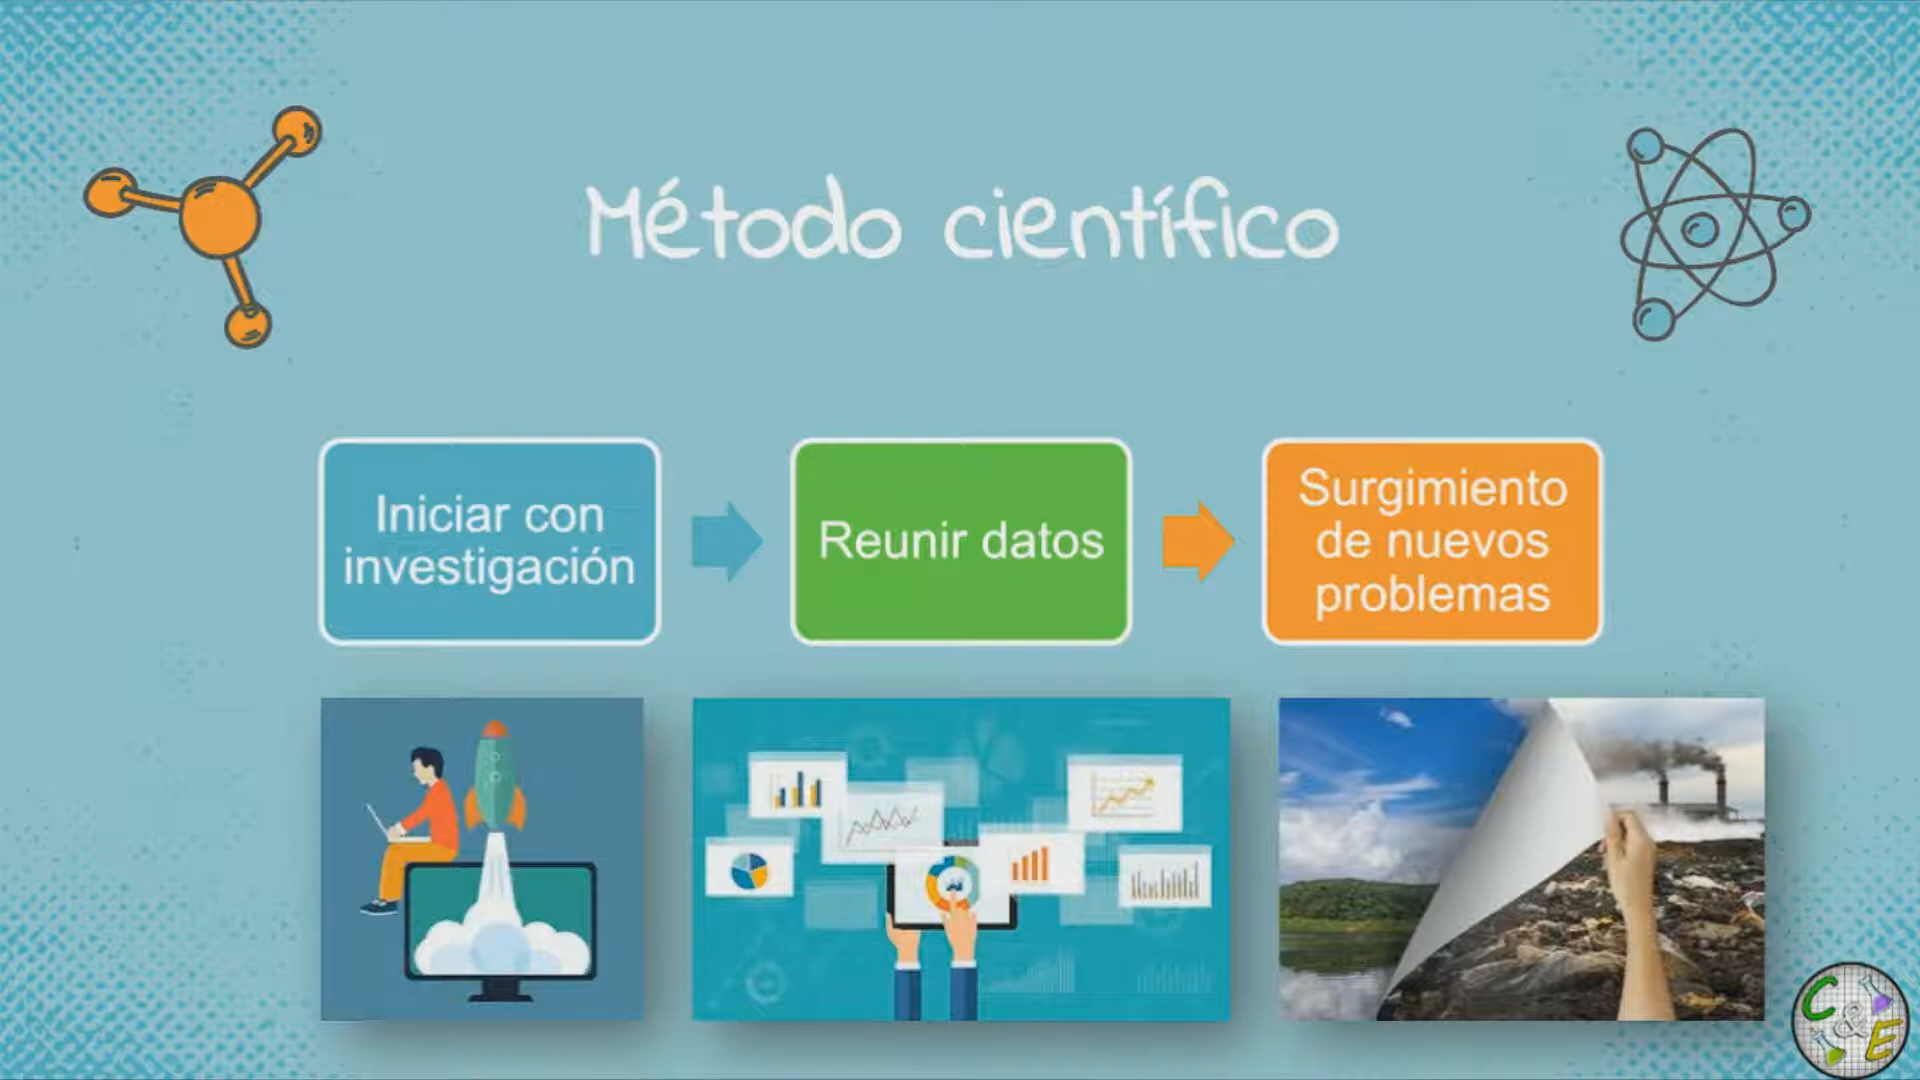 Método científico
Iniciar con
investigación
Reunir datos
Surgimiento
de nuevos
problemas
C&E